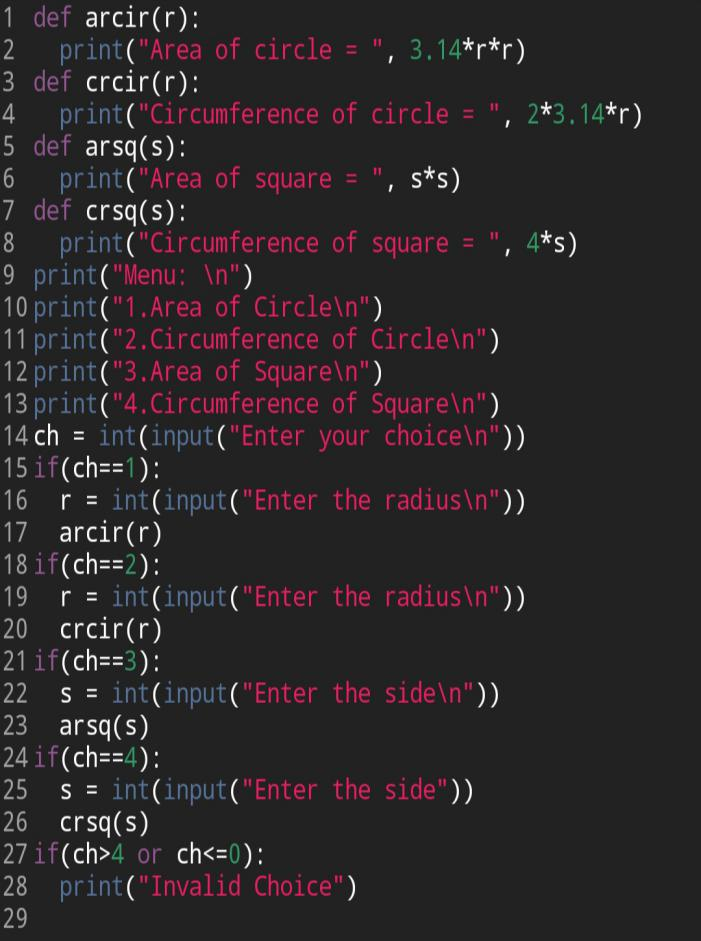 1 def arcir(r):
2   print("Area of circle = ", 3.14*r*r)
3 def crcir(r):
4   print("Circumference of circle = ", 2*3.14*r)
5 def arsq(s):
6   print("Area of square = ", s*s)
7 def crsq(s):
8   print("Circumference of square = ", 4*s)
9 print("Menu: \n")
10 print("1.Area of Circle\n")
11 print("2.Circumference of Circle\n")
12 print("3.Area of Square\n")
13 print("4.Circumference of Square\n")
14 ch = int(input("Enter your choice\n"))
15 if(ch==1):
16   r = int(input("Enter the radius\n"))
17   arcir(r)
18 if(ch==2):
19   r = int(input("Enter the radius\n"))
20   crcir(r)
21 if(ch==3):
22   s = int(input("Enter the side\n"))
23   arsq(s)
24 if(ch==4):
25   s = int(input("Enter the side"))
26   crsq(s)
27 if(ch>4 or ch<=0):
28   print("Invalid Choice")
29